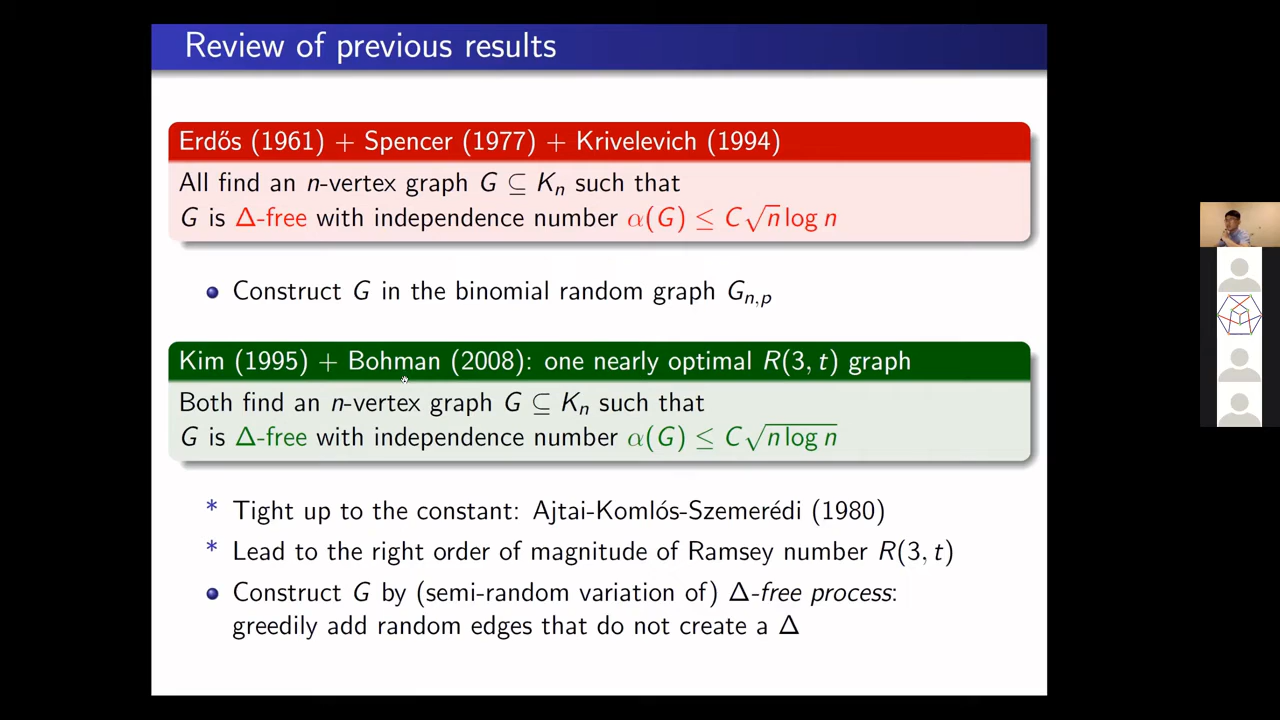 Review of previous results
Erdős (1961) + Spencer (1977) + Krivelevich (1994)
All find an n-vertex graph G ⊆ Kₙ such that
G is Δ-free with independence number α(G) ≤ C√n log n
Construct G in the binomial random graph Gₙ,ₚ
Kim (1995) + Bohman (2008): one nearly optimal R(3, t) graph
Both find an n-vertex graph G ⊆ Kₙ such that
G is Δ-free with independence number α(G) ≤ C√(n log n)
* Tight up to the constant: Ajtai-Komlós-Szemerédi (1980)
* Lead to the right order of magnitude of Ramsey number R(3, t)
Construct G by (semi-random variation of) Δ-free process:
greedily add random edges that do not create a Δ